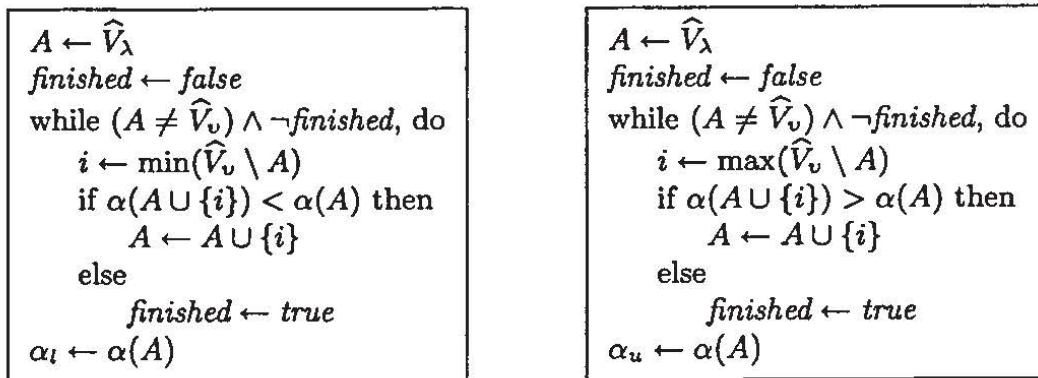 A ← V̂_λ
finished ← false
while (A ≠ V̂_υ) ∧ ¬finished, do
i ← min(V̂_υ \ A)
if α(A ∪ {i}) < α(A) then
A ← A ∪ {i}
else
finished ← true
α_l ← α(A)
A ← V̂_λ
finished ← false
while (A ≠ V̂_υ) ∧ ¬finished, do
i ← max(V̂_υ \ A)
if α(A ∪ {i}) > α(A) then
A ← A ∪ {i}
else
finished ← true
α_u ← α(A)